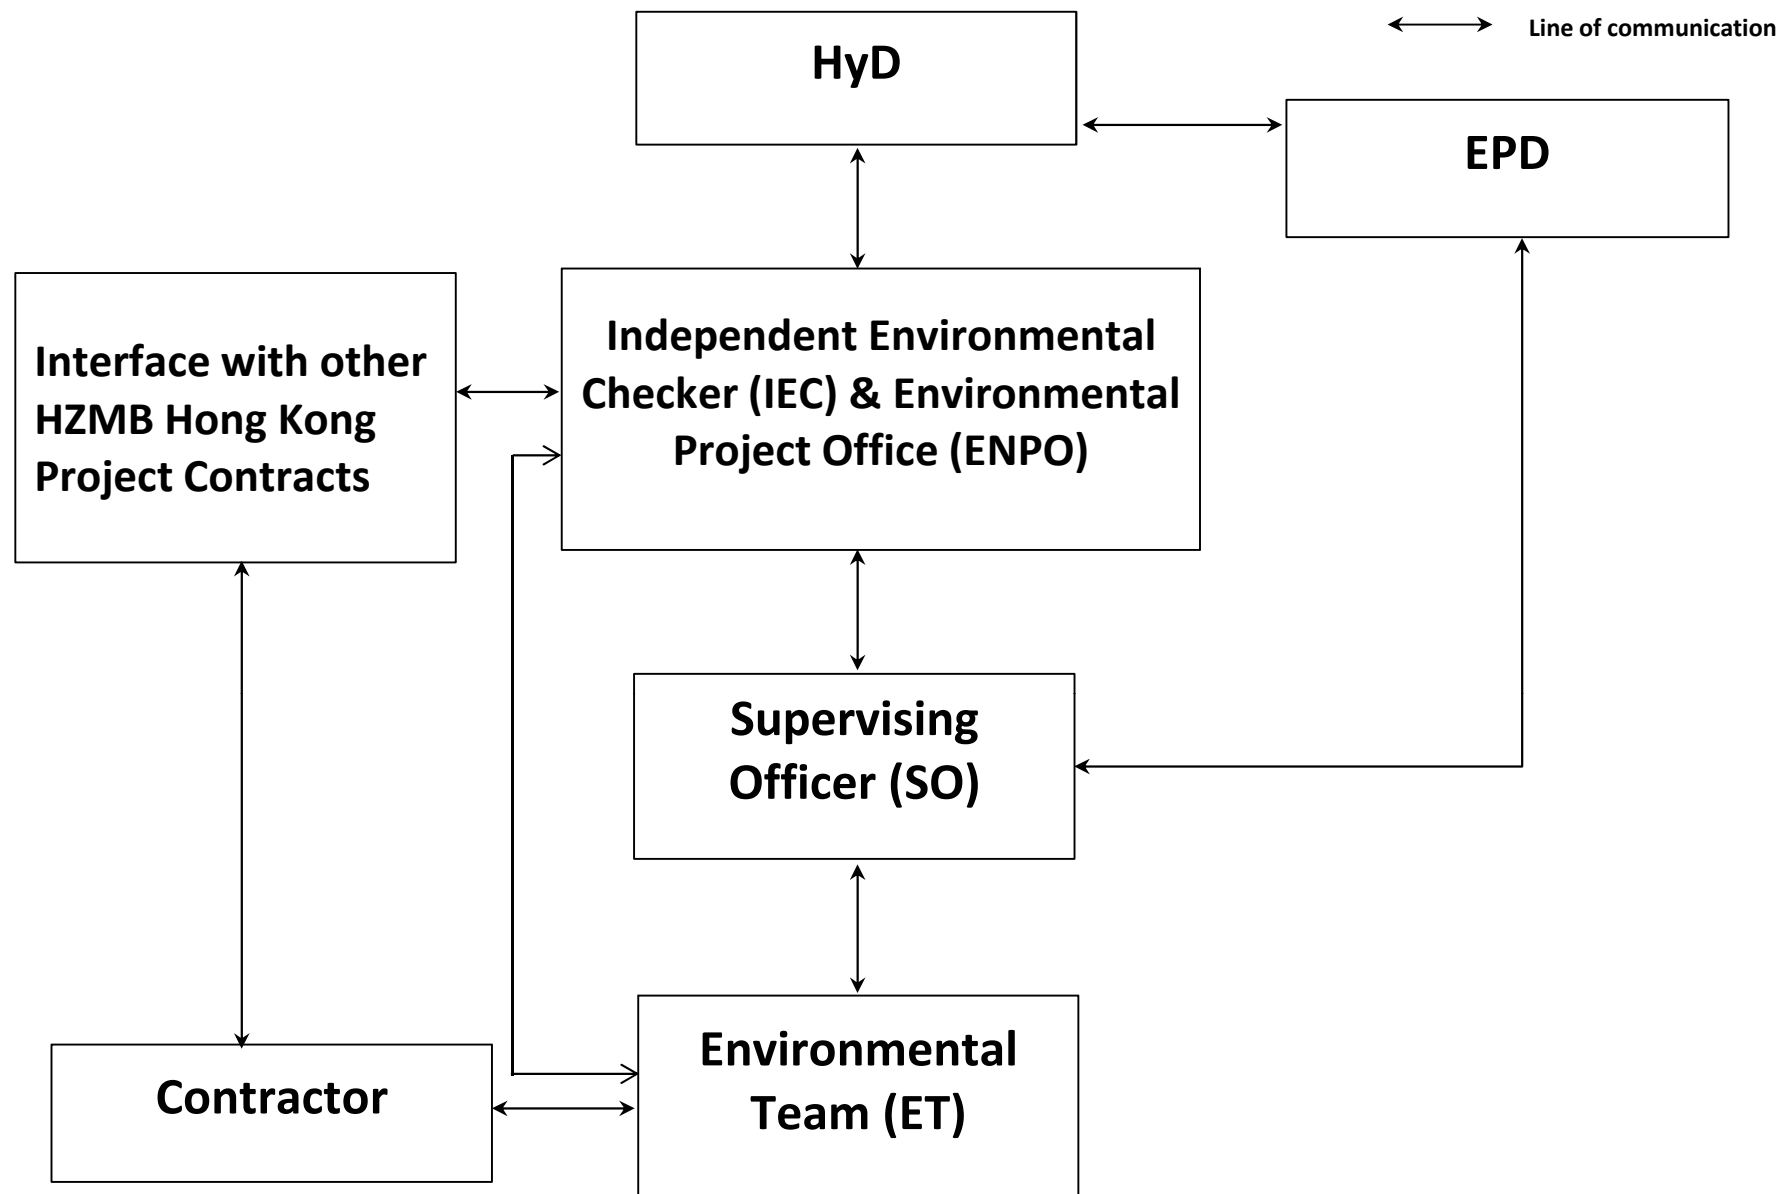 HyD
Line of communication
EPD
Interface with other
HZMB Hong Kong
Project Contracts
Independent Environmental
Checker (IEC) & Environmental
Project Office (ENPO)
Supervising
Officer (SO)
Contractor
Environmental
Team (ET)